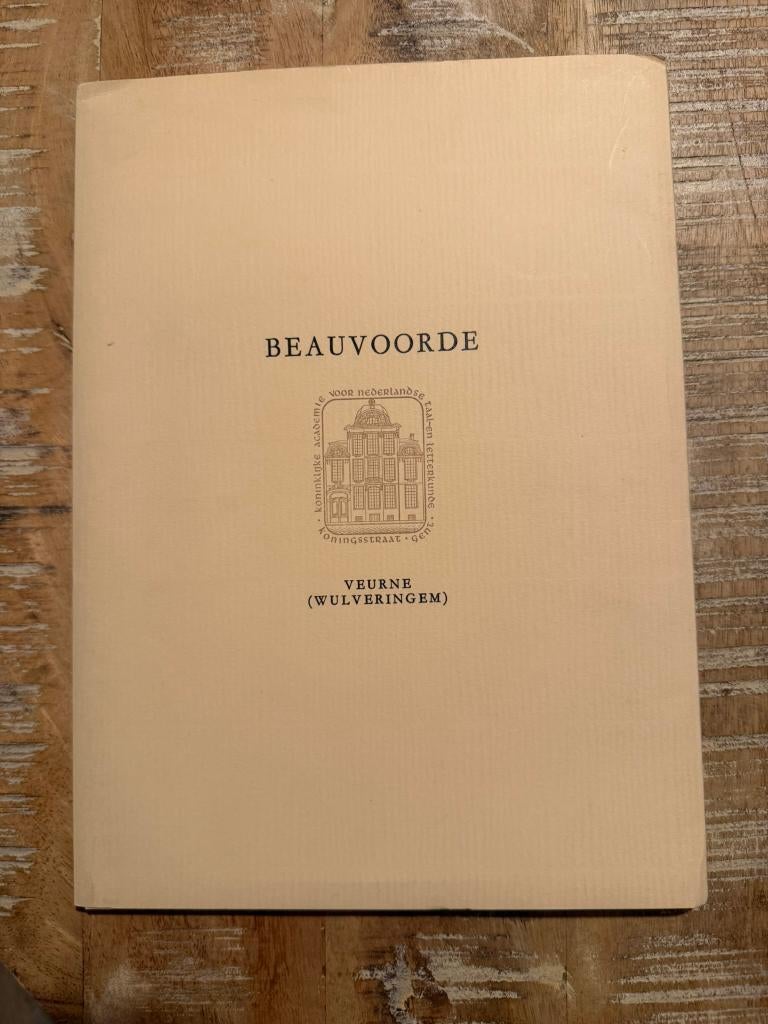 BEAUVOORDE
· KONINKLIJKE ACADEMIE VOOR NEDERLANDSE TAAL-EN LETTERKUNDE ·
KONINGSSTRAAT · GENT
VEURNE
(WULVERINGEM)